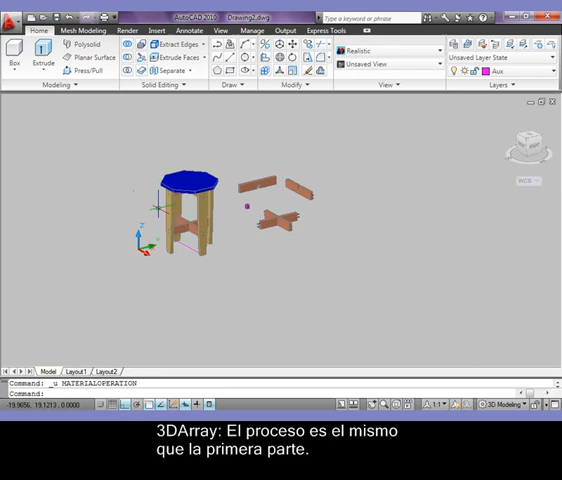 AutoCAD 2010 Drawing2.dwg Type a keyword or phrase
Home Mesh Modeling Render Insert Annotate View Manage Output Express Tools
Box
Extrude
Polysolid
Planar Surface
Press/Pull
Extract Edges
Extrude Faces
Separate
Realistic
Unsaved View
Unsaved Layer State
Aux
Modeling
Solid Editing
Draw
Modify
View
Layers
WCS
Z
Model Layout1 Layout2
Command: _u MATERIALOPERATION
Command:
-19.9656, 19.1213, 0.0000
1:1
3D Modeling
3DArray: El proceso es el mismo
que la primera parte.